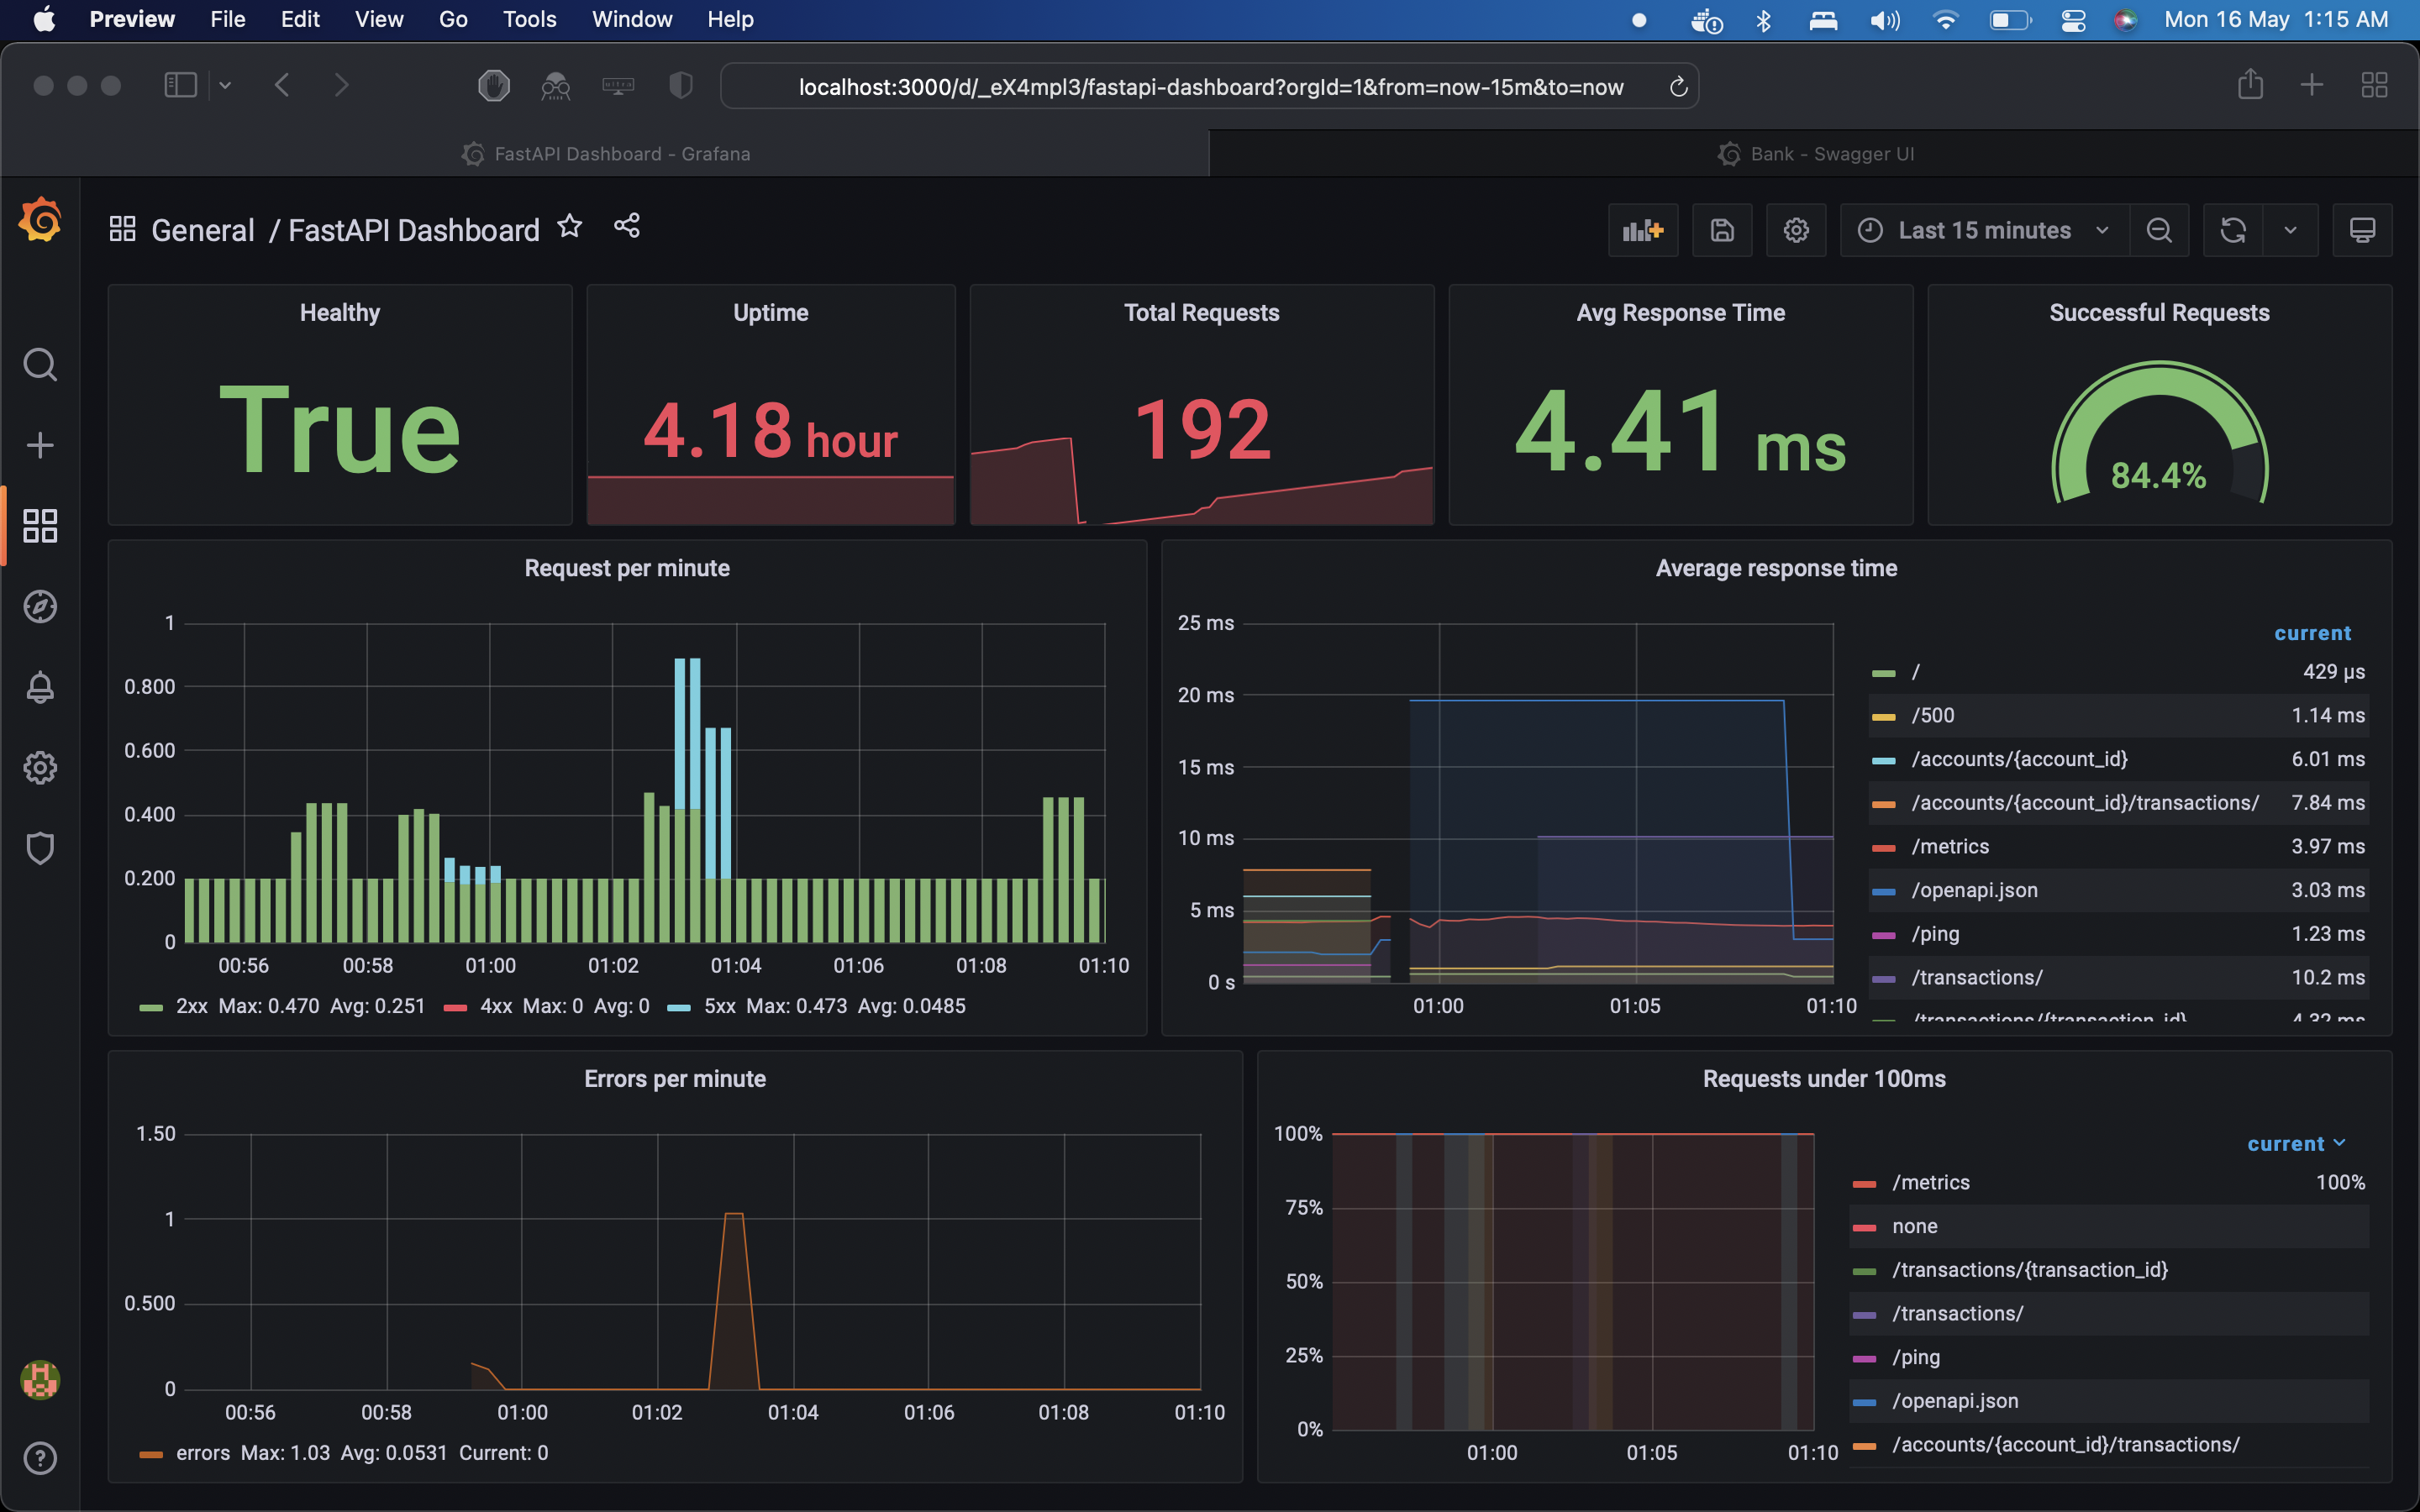 Preview File Edit View Go Tools Window Help Mon 16 May 1:15 AM
ultra
localhost:3000/d/_eX4mpl3/fastapi-dashboard?orgId=1&from=now-15m&to=now
FastAPI Dashboard - Grafana
Bank - Swagger UI
General / FastAPI Dashboard
Last 15 minutes
Healthy
True
Uptime
4.18 hour
Total Requests
192
Avg Response Time
4.41 ms
Successful Requests
84.4%
Request per minute
1
0.800
0.600
0.400
0.200
0
00:56 00:58 01:00 01:02 01:04 01:06 01:08 01:10
2xx Max: 0.470 Avg: 0.251 4xx Max: 0 Avg: 0 5xx Max: 0.473 Avg: 0.0485
Average response time
25 ms
20 ms
15 ms
10 ms
5 ms
0 s
01:00 01:05 01:10
current
/ 429 µs
/500 1.14 ms
/accounts/{account_id} 6.01 ms
/accounts/{account_id}/transactions/ 7.84 ms
/metrics 3.97 ms
/openapi.json 3.03 ms
/ping 1.23 ms
/transactions/ 10.2 ms
/transactions/{transaction_id} 4.32 ms
Errors per minute
1.50
1
0.500
0
00:56 00:58 01:00 01:02 01:04 01:06 01:08 01:10
errors Max: 1.03 Avg: 0.0531 Current: 0
Requests under 100ms
100%
75%
50%
25%
0%
01:00 01:05 01:10
current
/metrics 100%
none
/transactions/{transaction_id}
/transactions/
/ping
/openapi.json
/accounts/{account_id}/transactions/